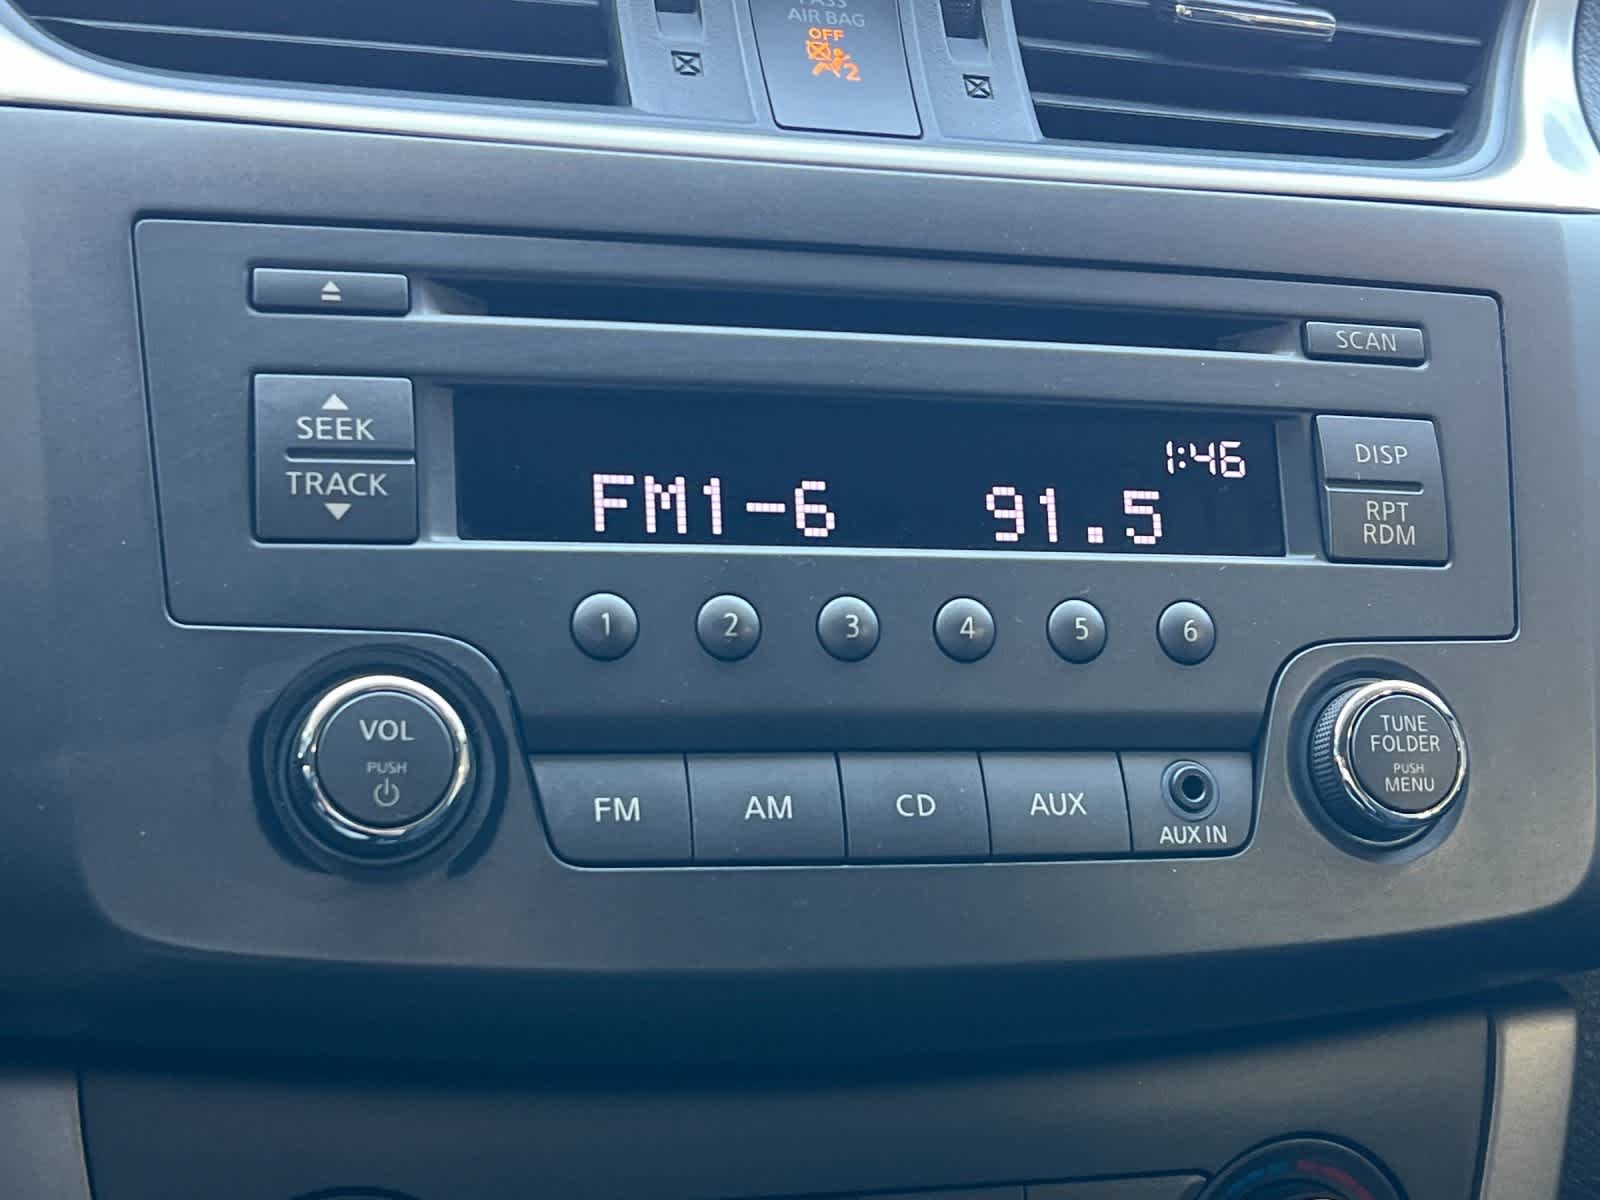 PASS
AIR BAG
OFF
2
SCAN
SEEK
TRACK
1:46
FM1-6 91.5
DISP
RPT
RDM
1 2 3 4 5 6
VOL
PUSH
TUNE
FOLDER
PUSH
MENU
FM AM CD AUX
AUX IN